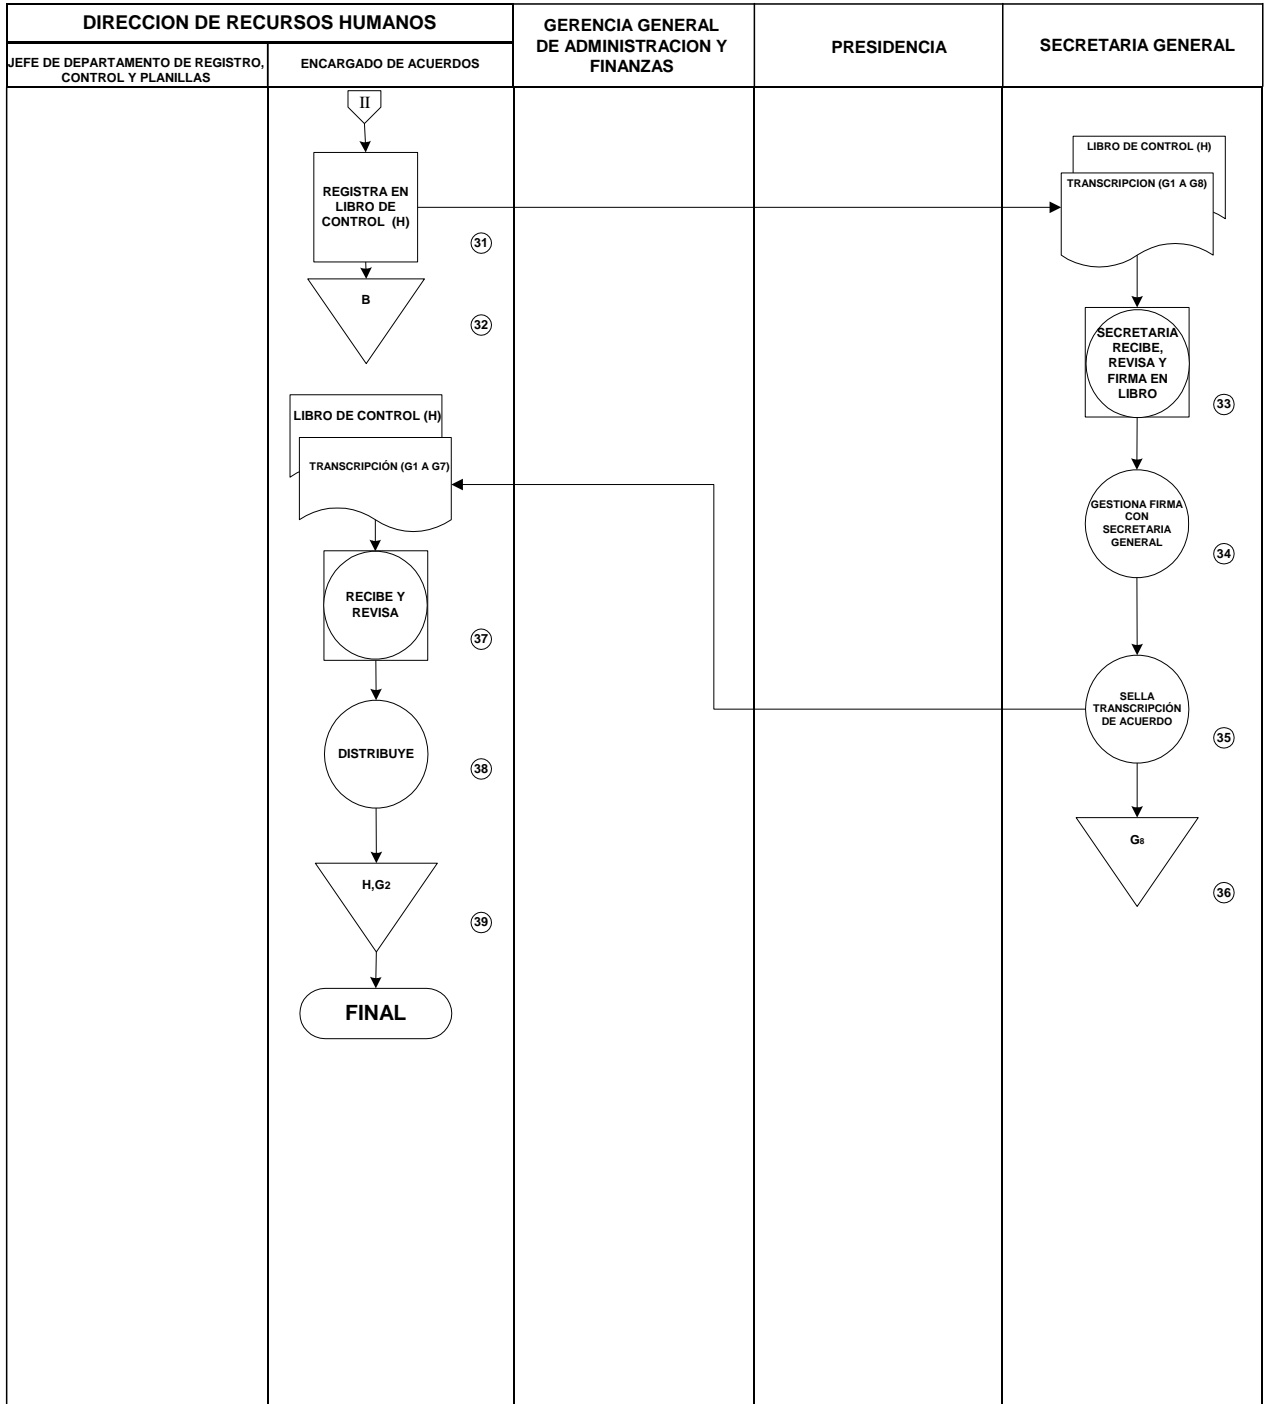 DIRECCION DE RECURSOS HUMANOS
JEFE DE DEPARTAMENTO DE REGISTRO,
CONTROL Y PLANILLAS
ENCARGADO DE ACUERDOS
GERENCIA GENERAL
DE ADMINISTRACION Y
FINANZAS
PRESIDENCIA
SECRETARIA GENERAL
II
REGISTRA EN
LIBRO DE
CONTROL (H)
31
B
32
LIBRO DE CONTROL (H)
TRANSCRIPCION (G1 A G8)
SECRETARIA
RECIBE,
REVISA Y
FIRMA EN
LIBRO
33
GESTIONA FIRMA
CON
SECRETARIA
GENERAL
34
SELLA
TRANSCRIPCIÓN
DE ACUERDO
35
G8
36
LIBRO DE CONTROL (H)
TRANSCRIPCIÓN (G1 A G7)
RECIBE Y
REVISA
37
DISTRIBUYE
38
H,G2
39
FINAL